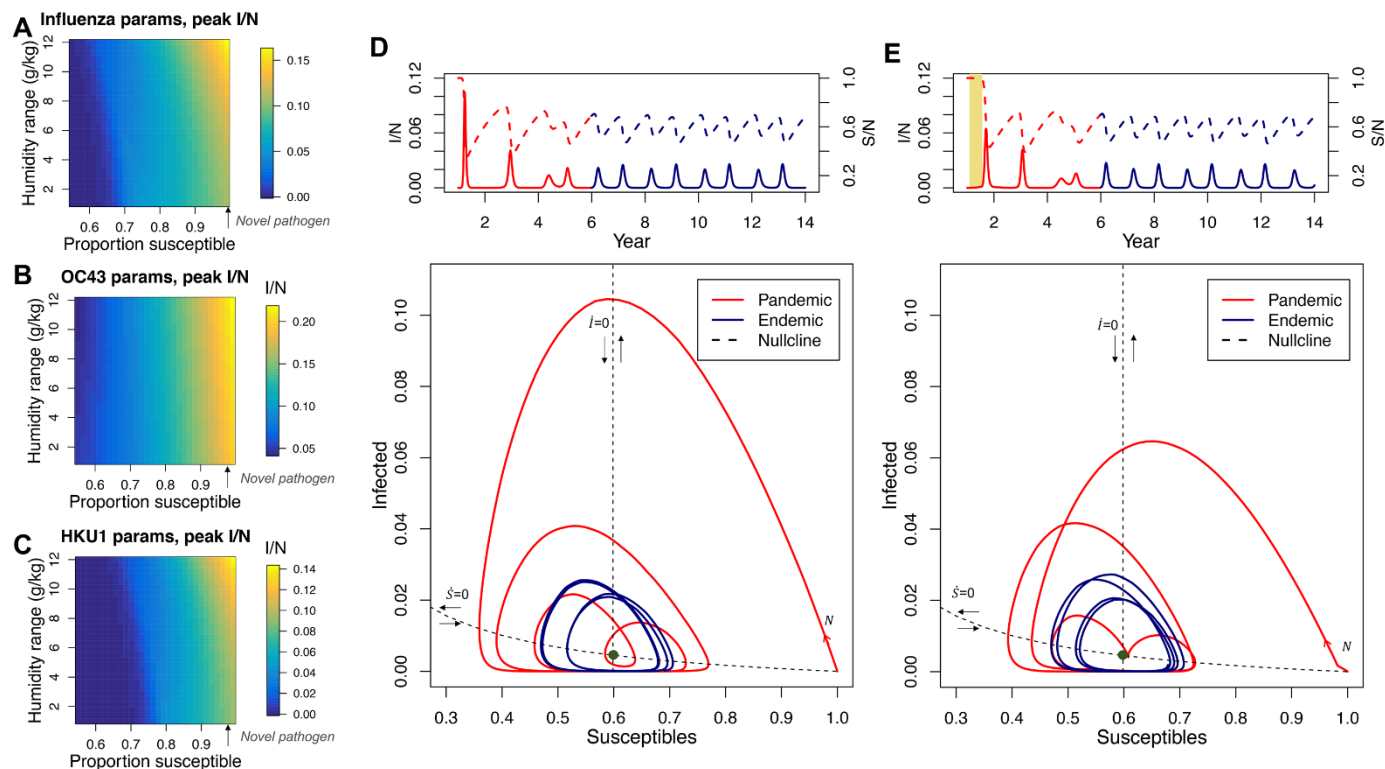 A
Influenza params, peak I/N
Humidity range (g/kg)
12
10
8
6
4
2
0.6 0.7 0.8 0.9
Proportion susceptible
Novel pathogen
I/N
0.15
0.10
0.05
0.00
B
OC43 params, peak I/N
Humidity range (g/kg)
12
10
8
6
4
2
0.6 0.7 0.8 0.9
Proportion susceptible
Novel pathogen
I/N
0.20
0.15
0.10
0.05
C
HKU1 params, peak I/N
Humidity range (g/kg)
12
10
8
6
4
2
0.6 0.7 0.8 0.9
Proportion susceptible
Novel pathogen
I/N
0.14
0.12
0.10
0.08
0.06
0.04
0.02
0.00
D
I/N
0.12
0.06
0.00
S/N
1.0
0.6
0.2
2 4 6 8 10 12 14
Year
Infected
0.10
0.08
0.06
0.04
0.02
0.00
İ=0
Ṡ=0
N
Pandemic
Endemic
Nullcline
0.3 0.4 0.5 0.6 0.7 0.8 0.9 1.0
Susceptibles
E
I/N
0.12
0.06
0.00
S/N
1.0
0.6
0.2
2 4 6 8 10 12 14
Year
Infected
0.10
0.08
0.06
0.04
0.02
0.00
İ=0
Ṡ=0
N
Pandemic
Endemic
Nullcline
0.3 0.4 0.5 0.6 0.7 0.8 0.9 1.0
Susceptibles